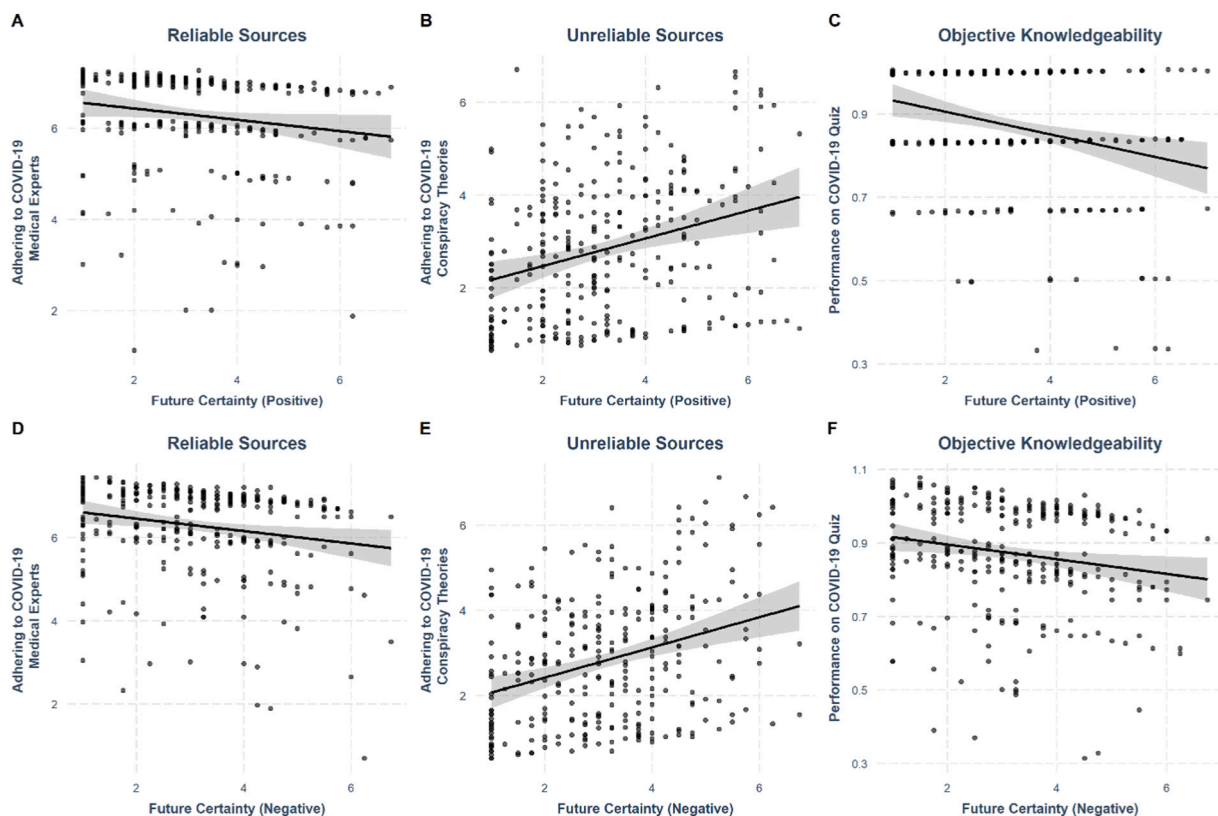 A
Reliable Sources
Adhering to COVID-19
Medical Experts
6
4
2
2
4
6
Future Certainty (Positive)
B
Unreliable Sources
Adhering to COVID-19
Conspiracy Theories
6
4
2
2
4
6
Future Certainty (Positive)
C
Objective Knowledgeability
Performance on COVID-19 Quiz
0.9
0.7
0.5
0.3
2
4
6
Future Certainty (Positive)
D
Reliable Sources
Adhering to COVID-19
Medical Experts
6
4
2
2
4
6
Future Certainty (Negative)
E
Unreliable Sources
Adhering to COVID-19
Conspiracy Theories
6
4
2
2
4
6
Future Certainty (Negative)
F
Objective Knowledgeability
Performance on COVID-19 Quiz
1.1
0.9
0.7
0.5
0.3
2
4
6
Future Certainty (Negative)